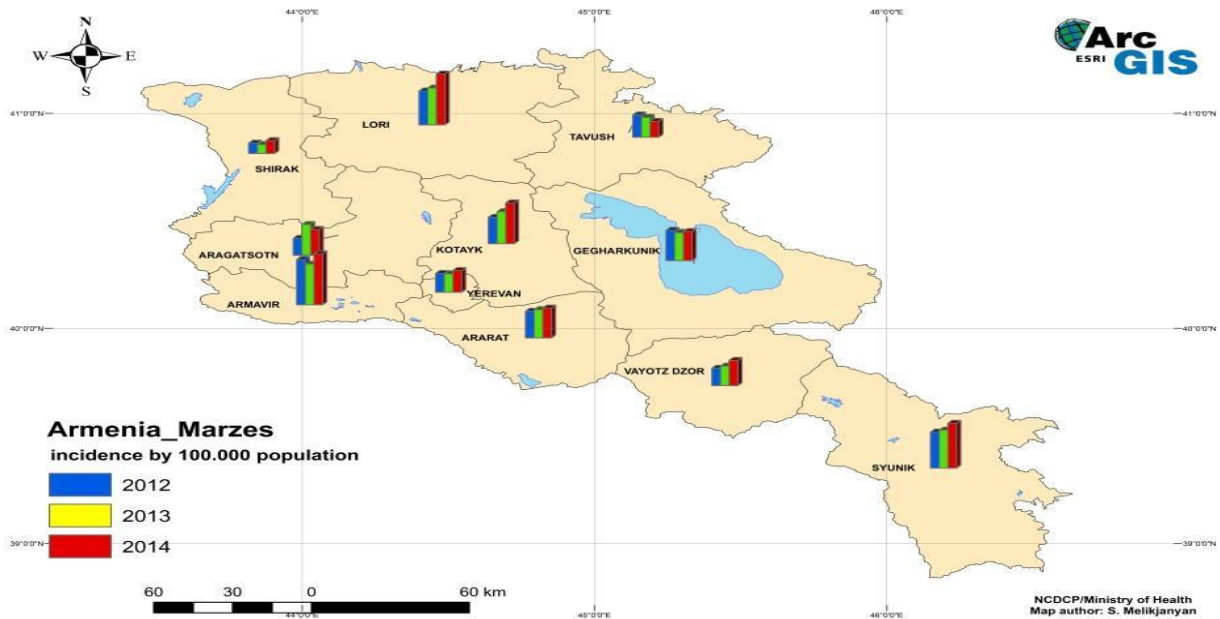 44°0'0"E
45°0'0"E
46°0'0"E
N
W
E
S
Arc
ESRI
GIS
41°0'0"N
41°0'0"N
LORI
TAVUSH
SHIRAK
ARAGATSOTN
KOTAYK
GEGHARKUNIK
ARMAVIR
YEREVAN
40°0'0"N
40°0'0"N
ARARAT
VAYOTZ DZOR
SYUNIK
Armenia_Marzes
incidence by 100.000 population
2012
2013
2014
39°0'0"N
39°0'0"N
60 30 0 60 km
44°0'0"E
45°0'0"E
46°0'0"E
NCDCP/Ministry of Health
Map author: S. Melikjanyan